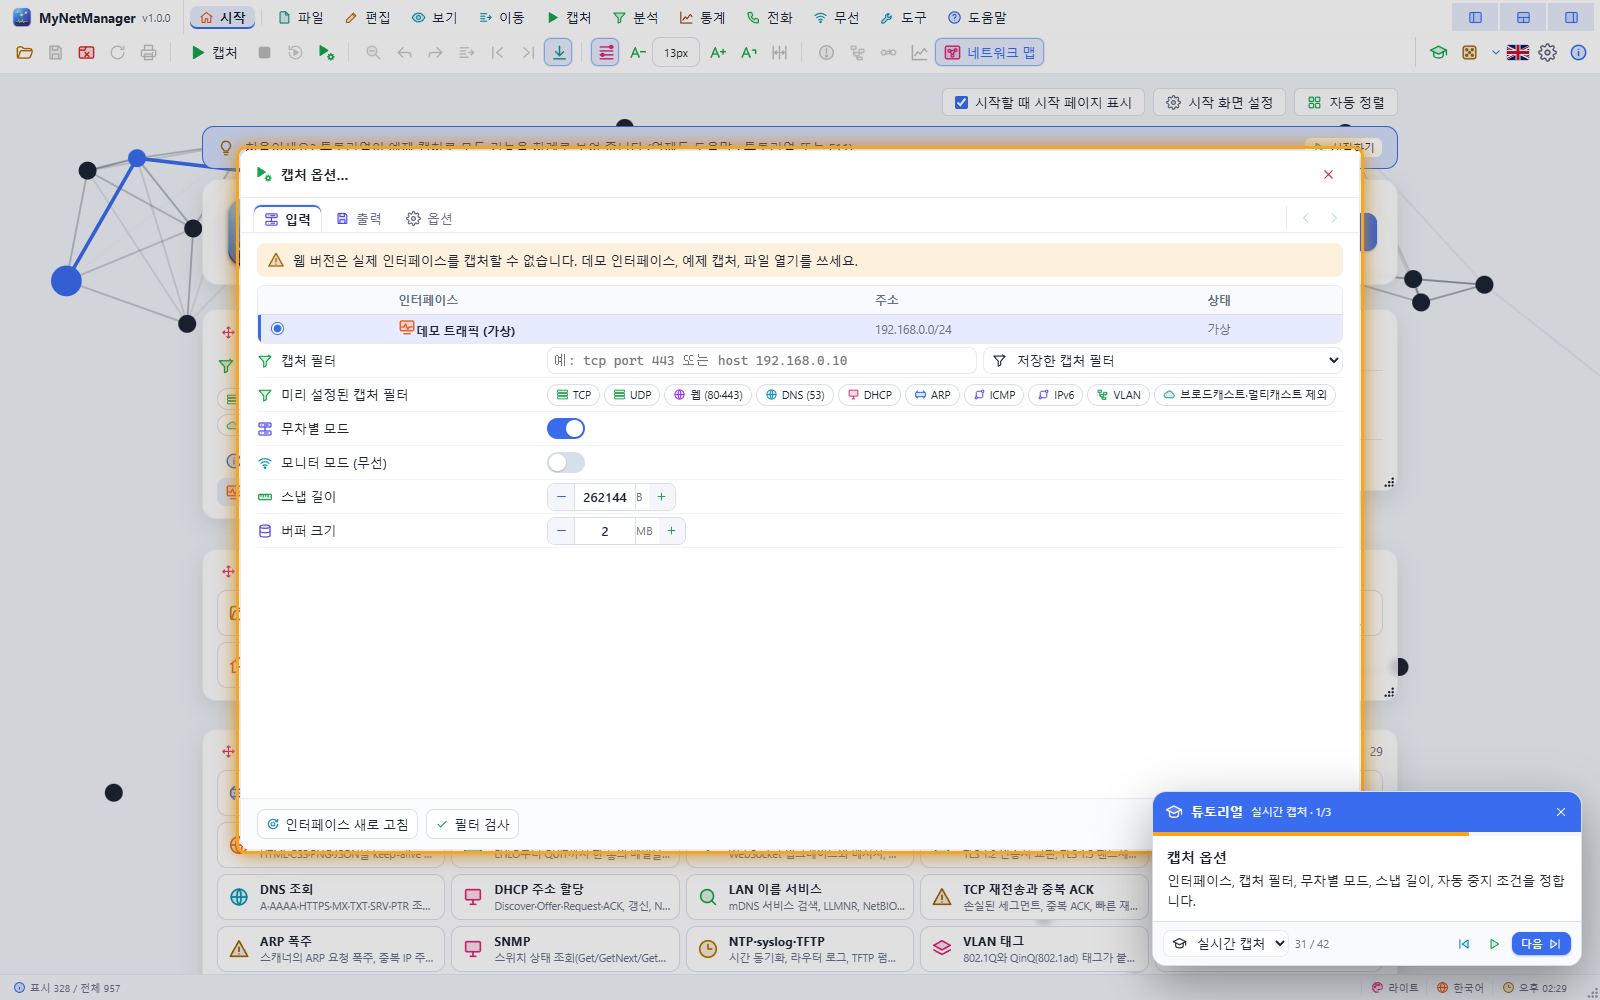 MyNetManager v1.0.0 시작 파일 편집 보기 이동 캡처 분석 통계 전화 무선 도구 도움말
캡처 A− 13px A+ 네트워크 맵
시작할 때 시작 페이지 표시 시작 화면 설정 자동 정렬
캡처 옵션...
입력 출력 옵션
웹 버전은 실제 인터페이스를 캡처할 수 없습니다. 데모 인터페이스, 예제 캡처, 파일 열기를 쓰세요.
인터페이스 주소 상태
데모 트래픽 (가상) 192.168.0.0/24 가상
캡처 필터 예: tcp port 443 또는 host 192.168.0.10 저장한 캡처 필터
미리 설정된 캡처 필터 TCP UDP 웹 (80·443) DNS (53) DHCP ARP ICMP IPv6 VLAN 브로드캐스트·멀티캐스트 제외
무차별 모드
모니터 모드 (무선)
스냅 길이 − 262144 B +
버퍼 크기 − 2 MB +
29
인터페이스 새로 고침 필터 검사
튜토리얼 실시간 캡처 · 1/3
캡처 옵션
인터페이스, 캡처 필터, 무차별 모드, 스냅 길이, 자동 중지 조건을 정합
니다.
실시간 캡처 31 / 42 다음
DNS 조회 DHCP 주소 할당 LAN 이름 서비스 TCP 재전송과 중복 ACK
A·AAAA·HTTPS·MX·TXT·SRV·PTR 조... Discover·Offer·Request·ACK, 갱신, N... mDNS 서비스 검색, LLMNR, NetBIO... 손실된 세그먼트, 중복 ACK, 빠른 재...
ARP 폭주 SNMP NTP·syslog·TFTP VLAN 태그
스캐너의 ARP 요청 폭주, 중복 IP 주... 스위치 상태 조회(Get/GetNext/Get... 시간 동기화, 라우터 로그, TFTP 펌... 802.1Q와 QinQ(802.1ad) 태그가 붙...
표시 328 / 전체 957 라이트 한국어 오후 02:29